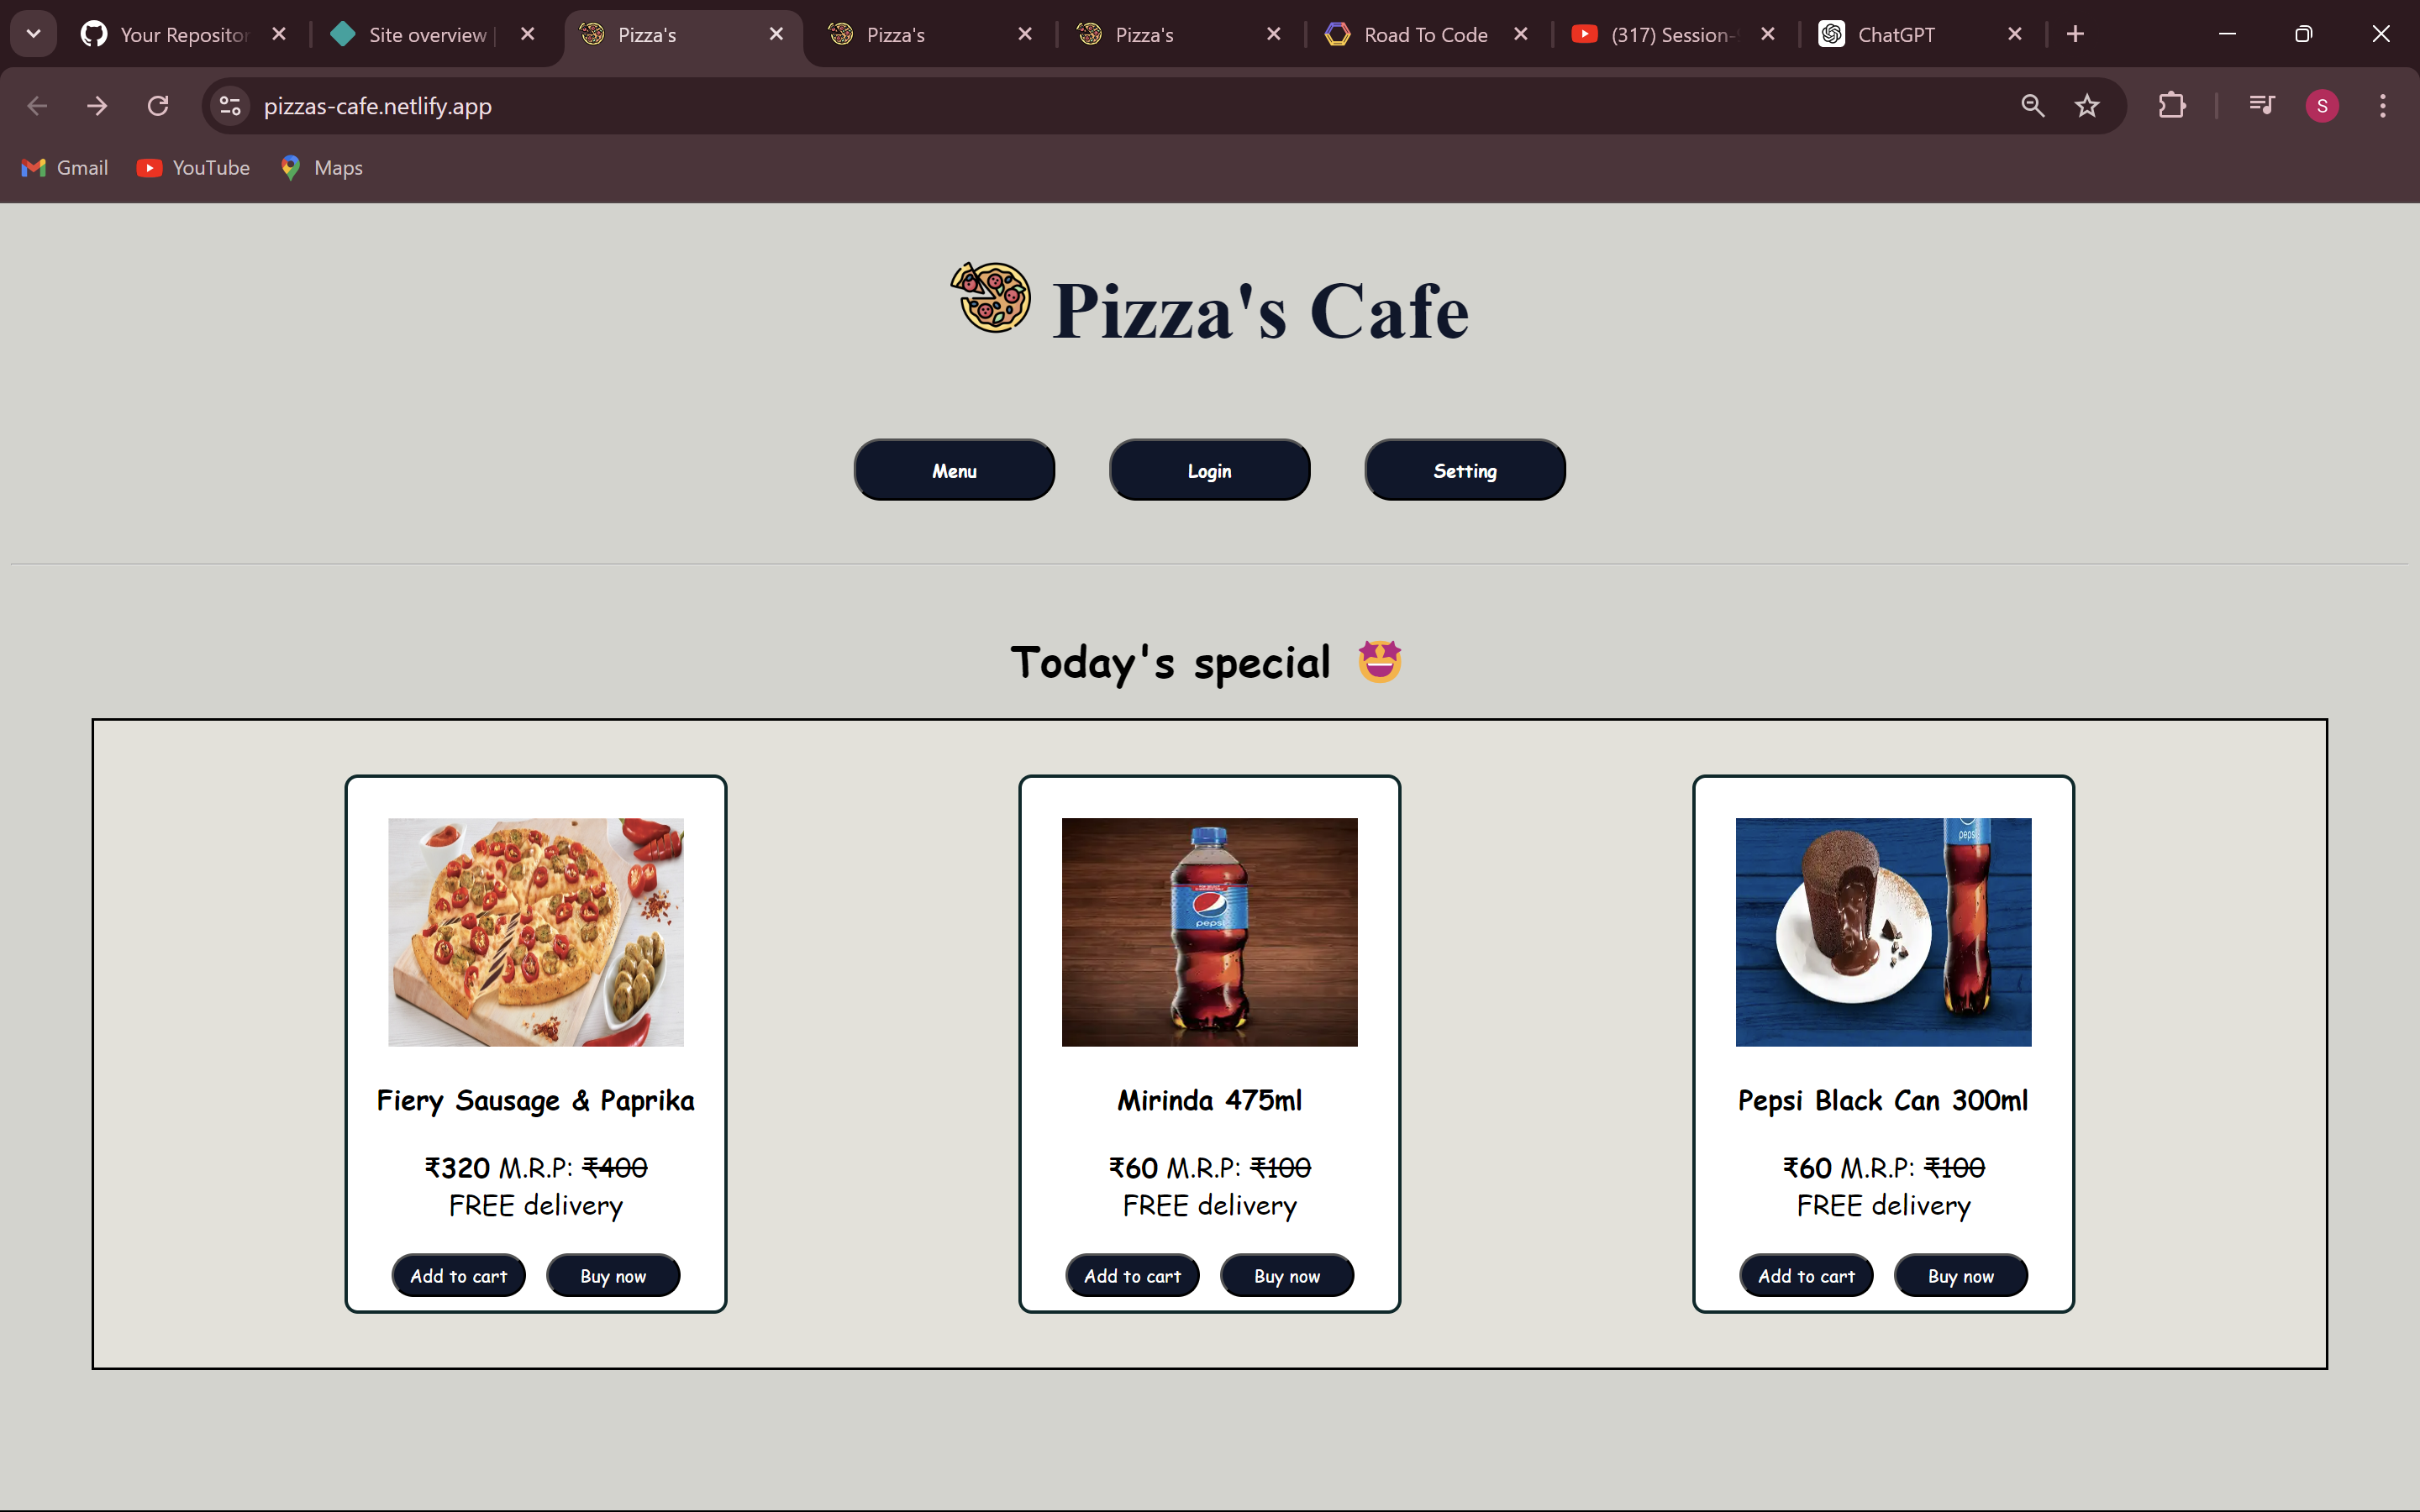 Your Repositor
Site overview |
Pizza's
Pizza's
Pizza's
Road To Code
(317) Session-
ChatGPT
pizzas-cafe.netlify.app
S
Gmail
YouTube
Maps
Pizza's Cafe
Menu
Login
Setting
Today's special 🤩
pepsi
pepsi
Fiery Sausage & Paprika
Mirinda 475ml
Pepsi Black Can 300ml
₹320 M.R.P: ₹400
₹60 M.R.P: ₹100
₹60 M.R.P: ₹100
FREE delivery
FREE delivery
FREE delivery
Add to cart
Buy now
Add to cart
Buy now
Add to cart
Buy now